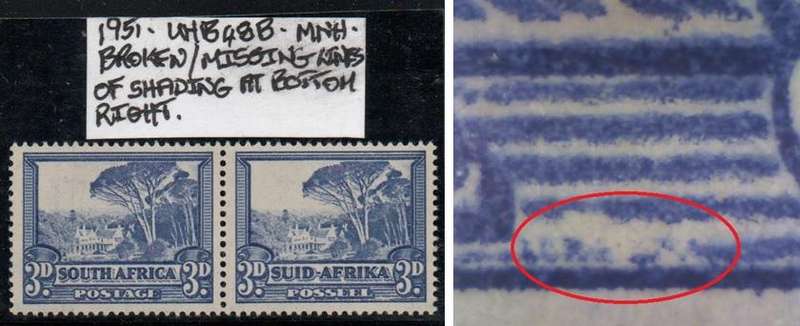 1951. UHB48B. MNH.
BROKEN/MISSING LINES
OF SHADING AT BOTTOM
RIGHT.
3D. SOUTH AFRICA 3D.
POSTAGE
3D. SUID-AFRIKA 3D.
POSSEEL